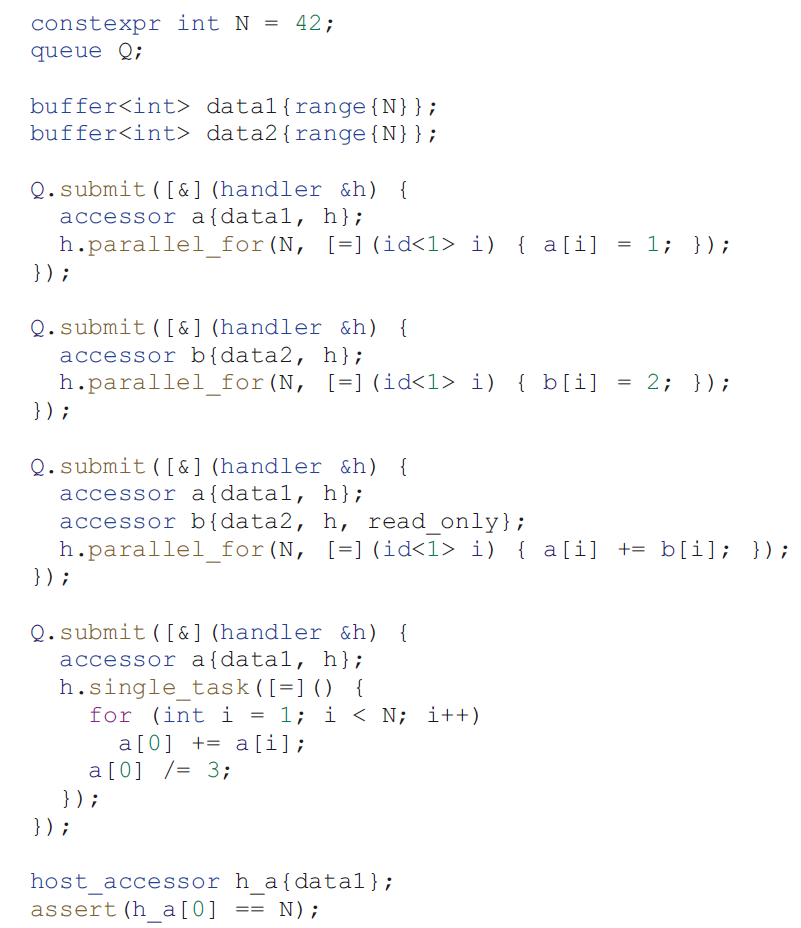 constexpr int N = 42;
queue Q;

buffer<int> data1{range{N}};
buffer<int> data2{range{N}};

Q.submit([&](handler &h) {
  accessor a{data1, h};
  h.parallel_for(N, [=](id<1> i) { a[i] = 1; });
});

Q.submit([&](handler &h) {
  accessor b{data2, h};
  h.parallel_for(N, [=](id<1> i) { b[i] = 2; });
});

Q.submit([&](handler &h) {
  accessor a{data1, h};
  accessor b{data2, h, read_only};
  h.parallel_for(N, [=](id<1> i) { a[i] += b[i]; });
});

Q.submit([&](handler &h) {
  accessor a{data1, h};
  h.single_task([=]() {
    for (int i = 1; i < N; i++)
      a[0] += a[i];
    a[0] /= 3;
  });
});

host_accessor h_a{data1};
assert(h_a[0] == N);